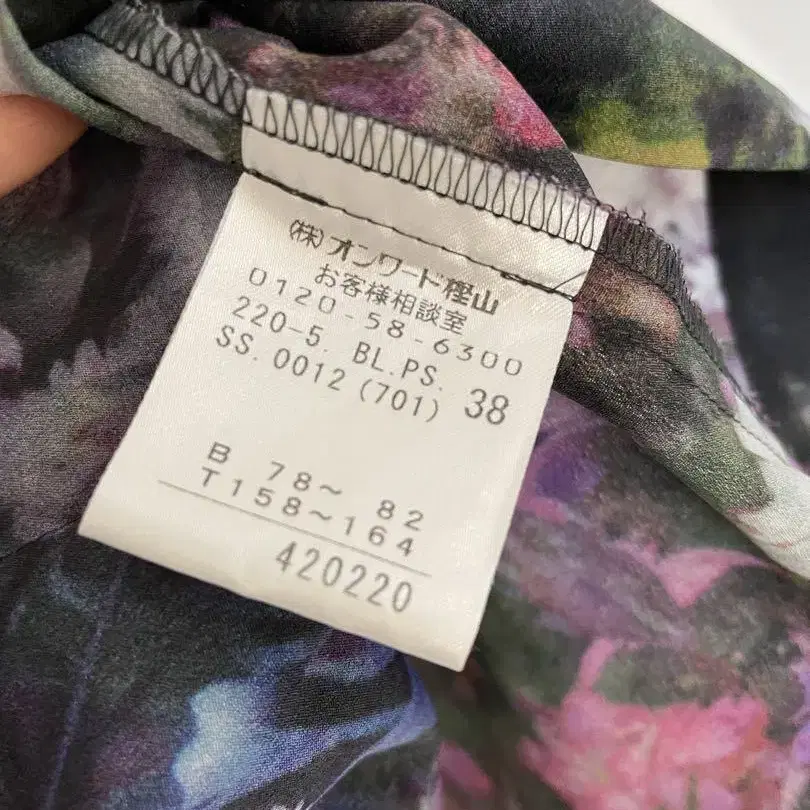 (株)オンワード樫山
お客様相談室
0120-58-6300
220-5. BL.PS. 38
SS.0012(701)
B 78〜 82
T158〜164
420220